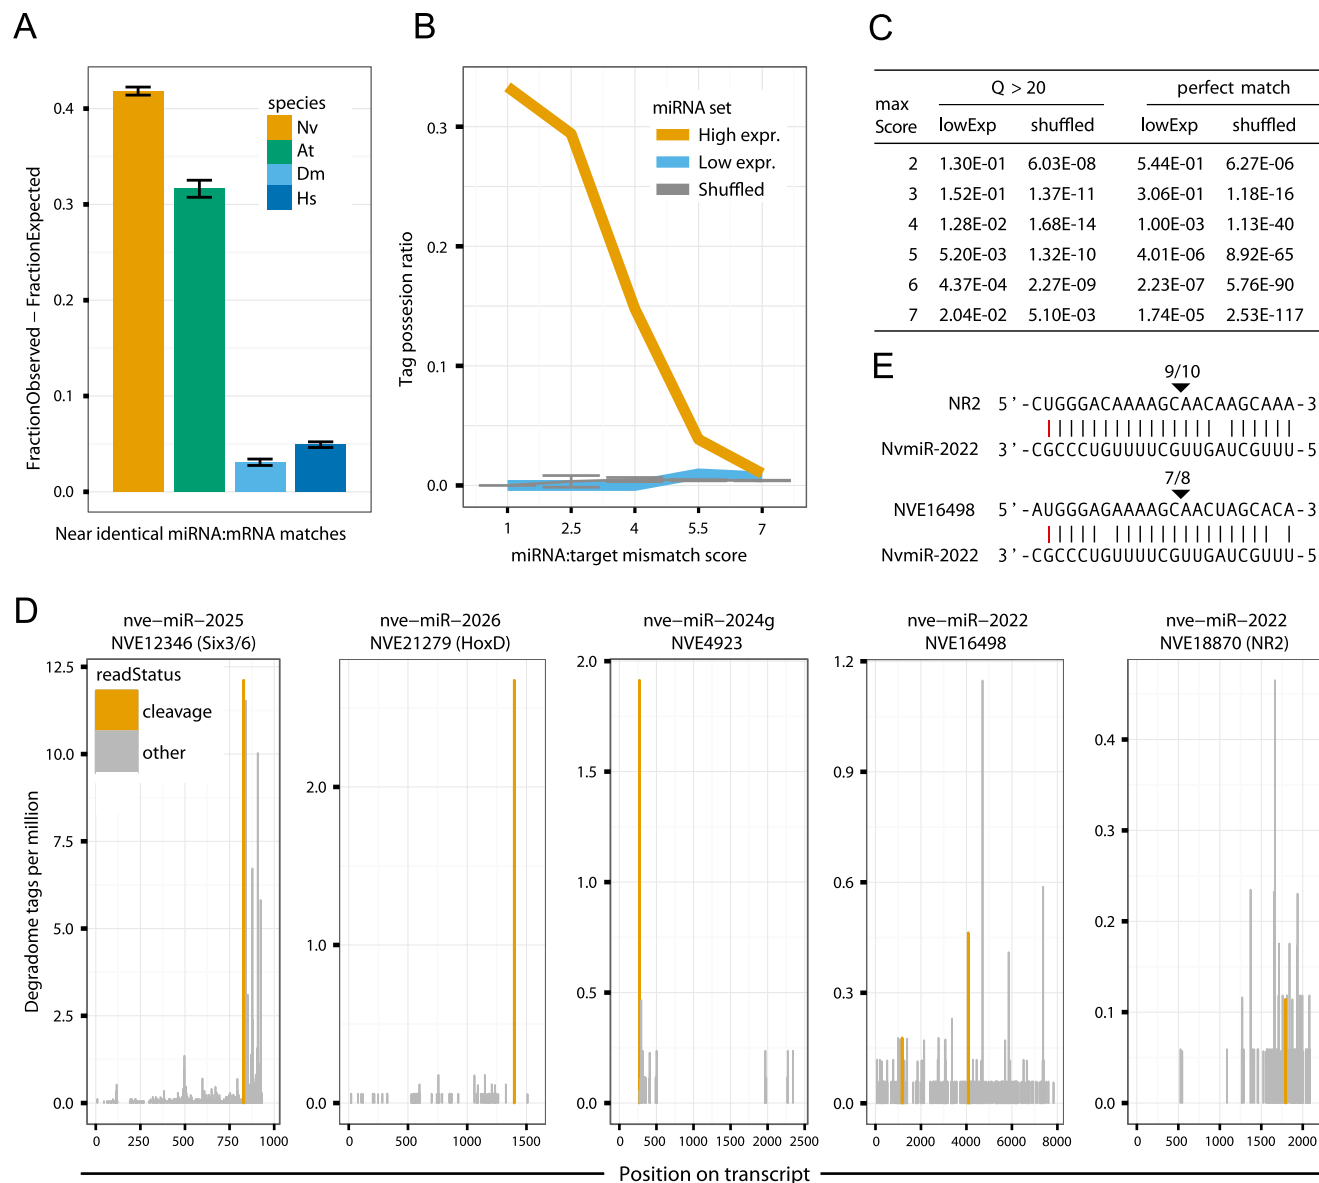 A
FractionObserved – FractionExpected
0.4
0.3
0.2
0.1
0.0
species
Nv
At
Dm
Hs
Near identical miRNA:mRNA matches
B
Tag possesion ratio
0.3
0.2
0.1
0.0
miRNA set
High expr.
Low expr.
Shuffled
1 2.5 4 5.5 7
miRNA:target mismatch score
C
Q > 20 perfect match
max Score lowExp shuffled lowExp shuffled
2 1.30E-01 6.03E-08 5.44E-01 6.27E-06
3 1.52E-01 1.37E-11 3.06E-01 1.18E-16
4 1.28E-02 1.68E-14 1.00E-03 1.13E-40
5 5.20E-03 1.32E-10 4.01E-06 8.92E-65
6 4.37E-04 2.27E-09 2.23E-07 5.76E-90
7 2.04E-02 5.10E-03 1.74E-05 2.53E-117
E
9/10
NR2 5'-CUGGGACAAAAGCAACAAGCAAA-3
NvmiR-2022 3'-CGCCCUGUUUUCGUUGAUCGUUU-5
7/8
NVE16498 5'-AUGGGAGAAAAGCAACUAGCACA-3
NvmiR-2022 3'-CGCCCUGUUUUCGUUGAUCGUUU-5
D
Degradome tags per million
nve–miR–2025
NVE12346 (Six3/6)
readStatus
cleavage
other
12.5
10.0
7.5
5.0
2.5
0.0
0 250 500 750 1000
nve–miR–2026
NVE21279 (HoxD)
2.0
1.0
0.0
0 500 1000 1500
nve–miR–2024g
NVE4923
2.0
1.5
1.0
0.5
0.0
0 500 1000 1500 2000 2500
nve–miR–2022
NVE16498
1.2
0.9
0.6
0.3
0.0
0 2000 4000 6000 8000
nve–miR–2022
NVE18870 (NR2)
0.4
0.3
0.2
0.1
0.0
0 500 1000 1500 2000
Position on transcript